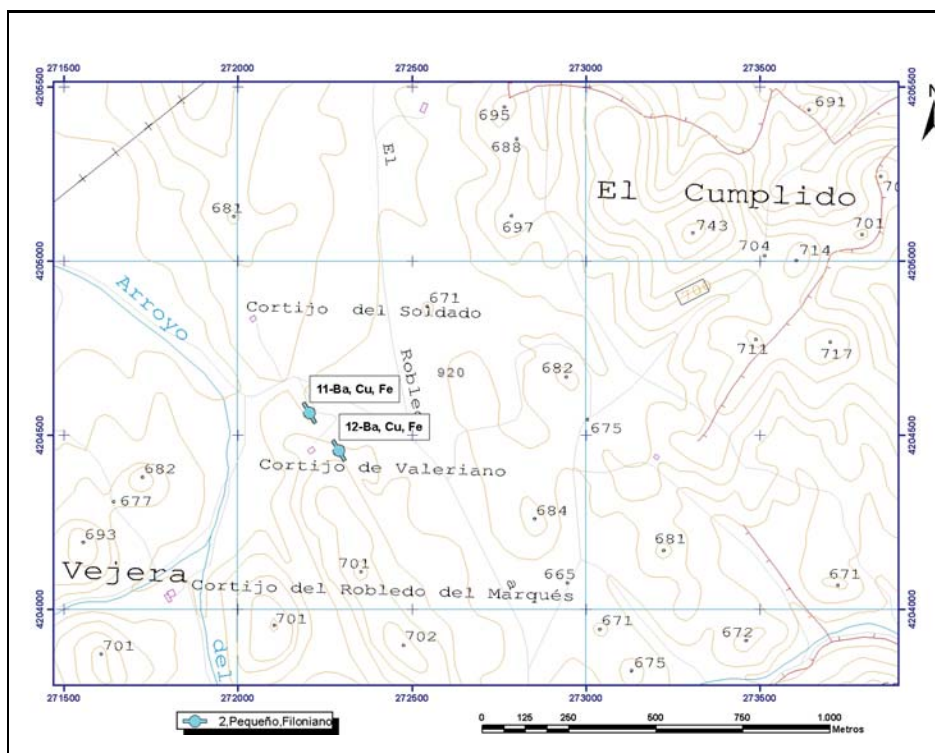 271500 272000 272500 273000 273500
4205500 4205500
N
695
691
688
El
El Cumplido
681
697
743
701
704
714
4205000 4205000
Arroyo
700
671
Cortijo del Soldado
711
717
Robledo
920
682
11-Ba, Cu, Fe
12-Ba, Cu, Fe
675
4204500 4204500
Cortijo de Valeriano
682
677
684
693
681
701
Vejera
665
671
a
Cortijo del Robledo del Marqués
4204000 4204000
701
671
672
702
701
675
del
271500 272000 272500 273000 273500
2,Pequeño,Filoniano
0 125 250 500 750 1.000
Metros